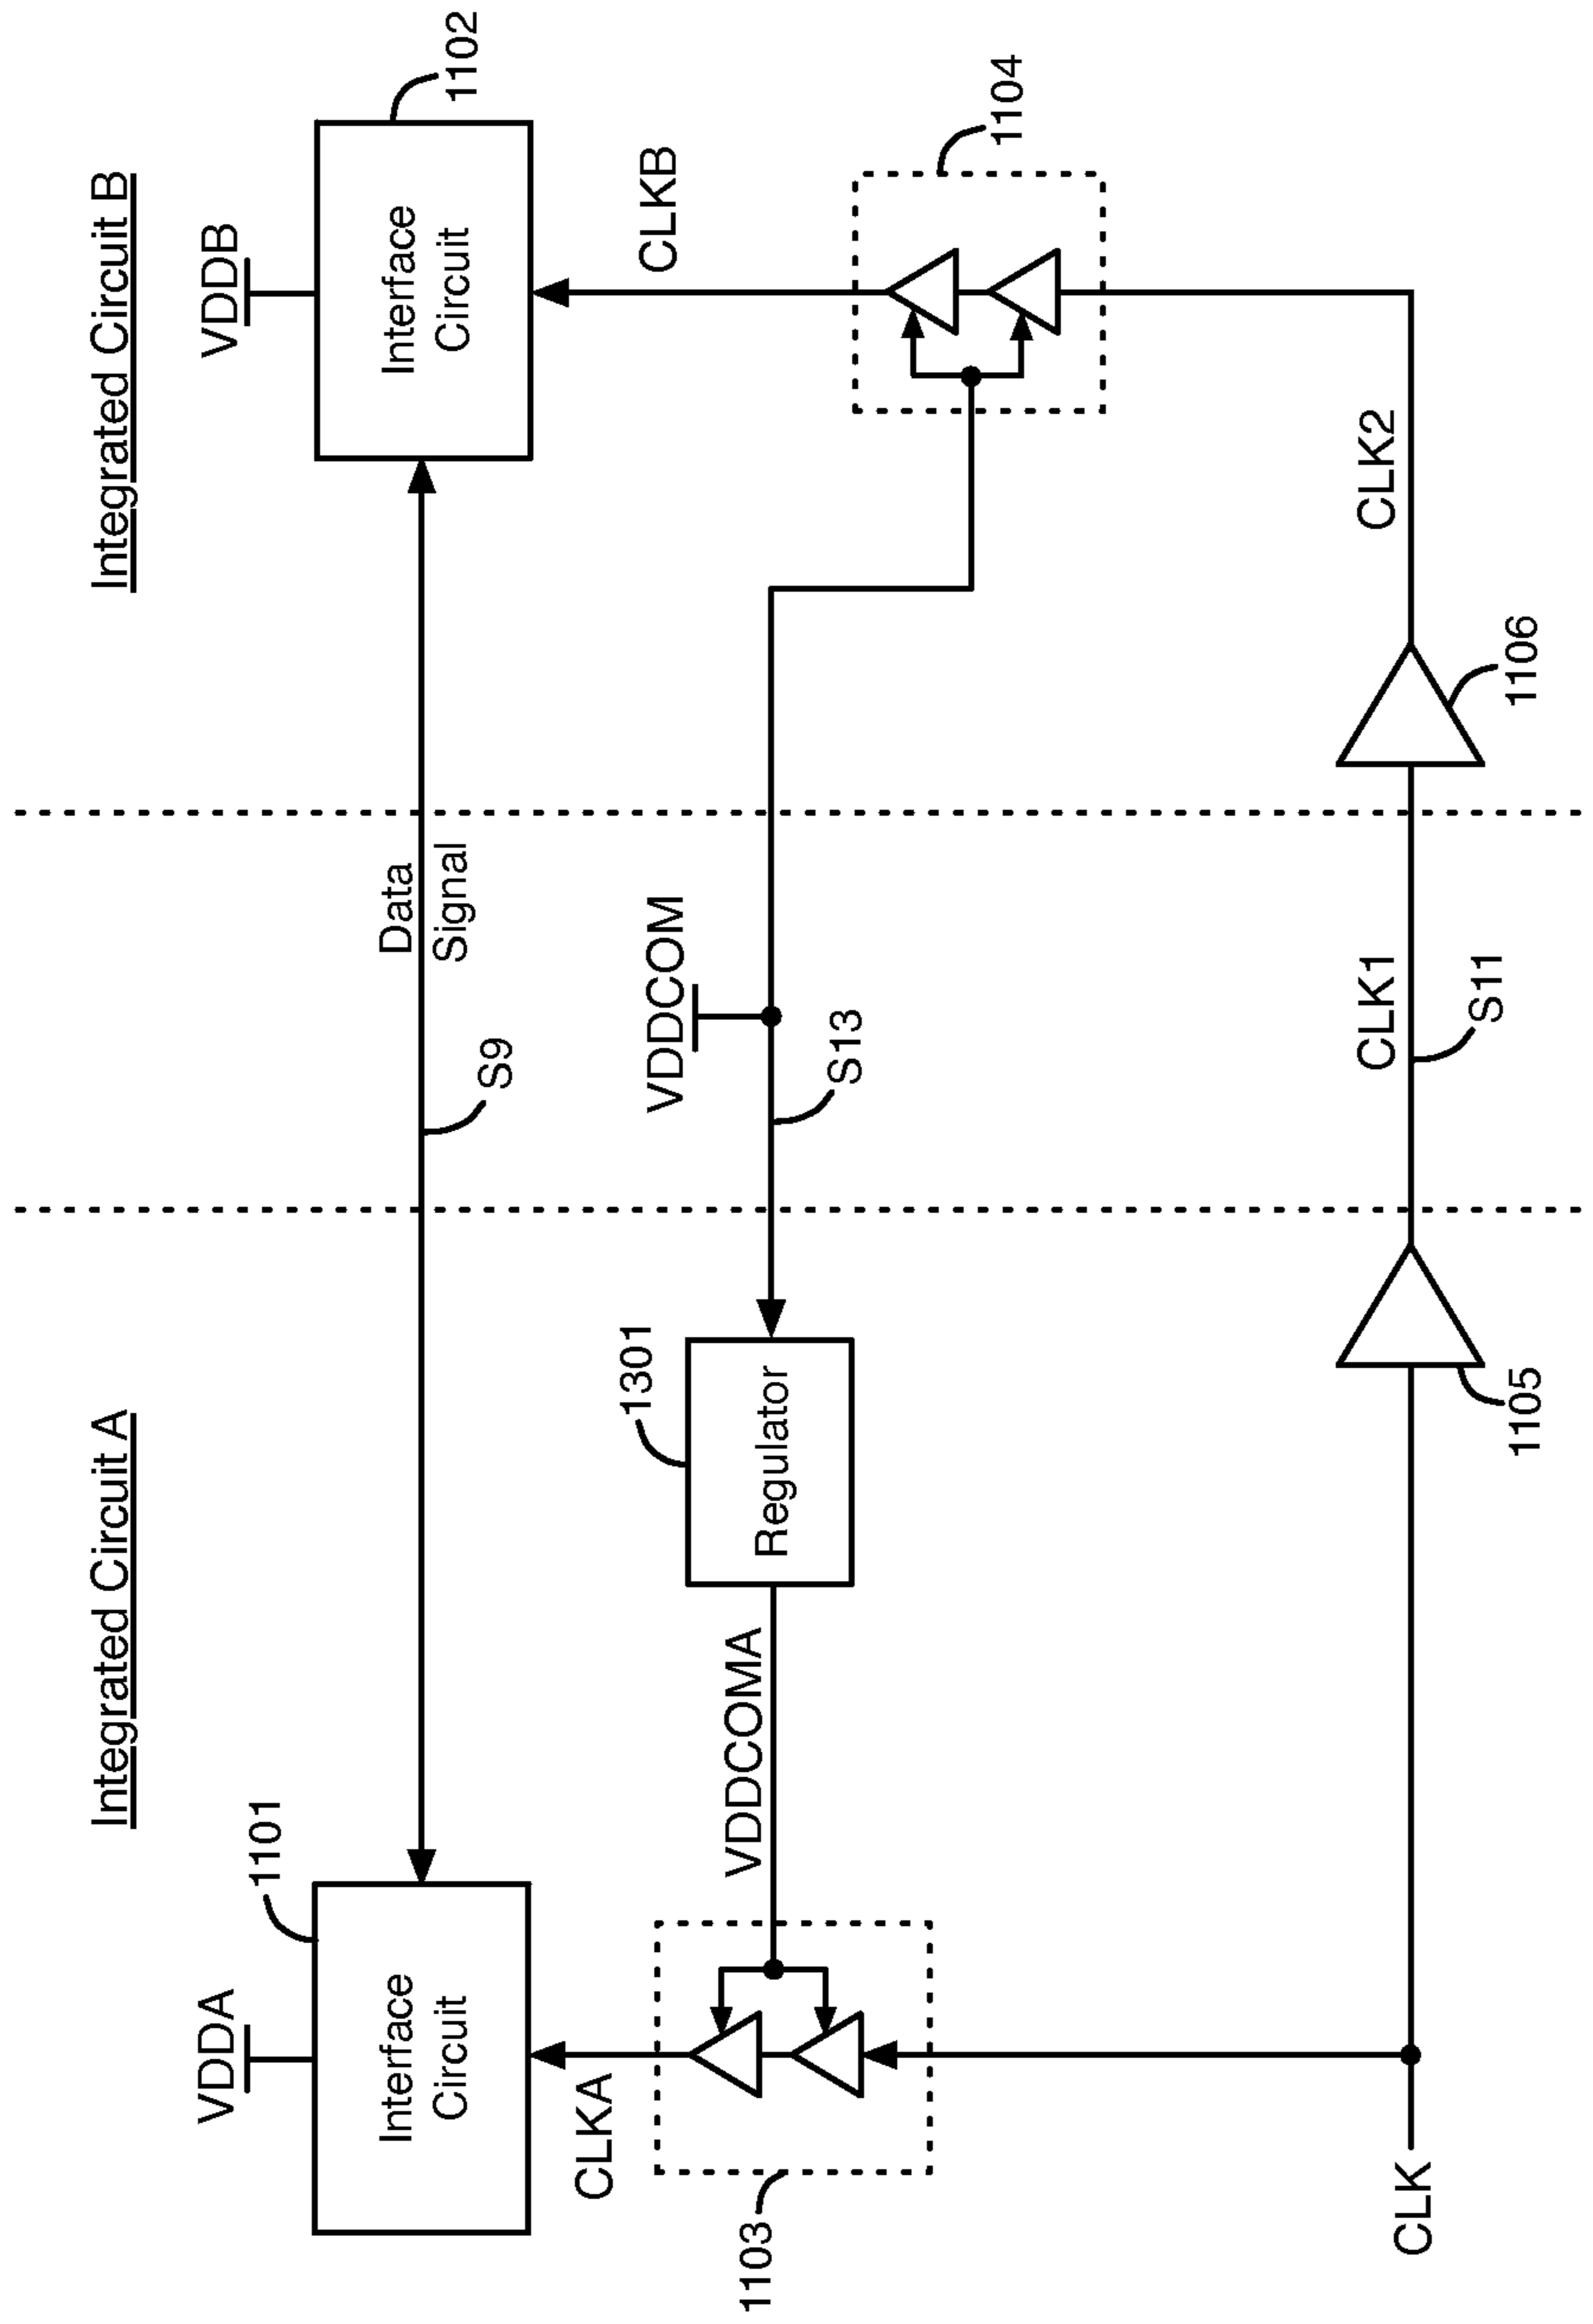 Integrated Circuit A
Integrated Circuit B
VDDA
1101
VDDB
1102
Interface
Circuit
Data
Signal
S9
Interface
Circuit
CLKA
CLKB
1103
VDDCOMA
1301
Regulator
VDDCOM
S13
1104
CLK
1105
CLK1
S11
1106
CLK2